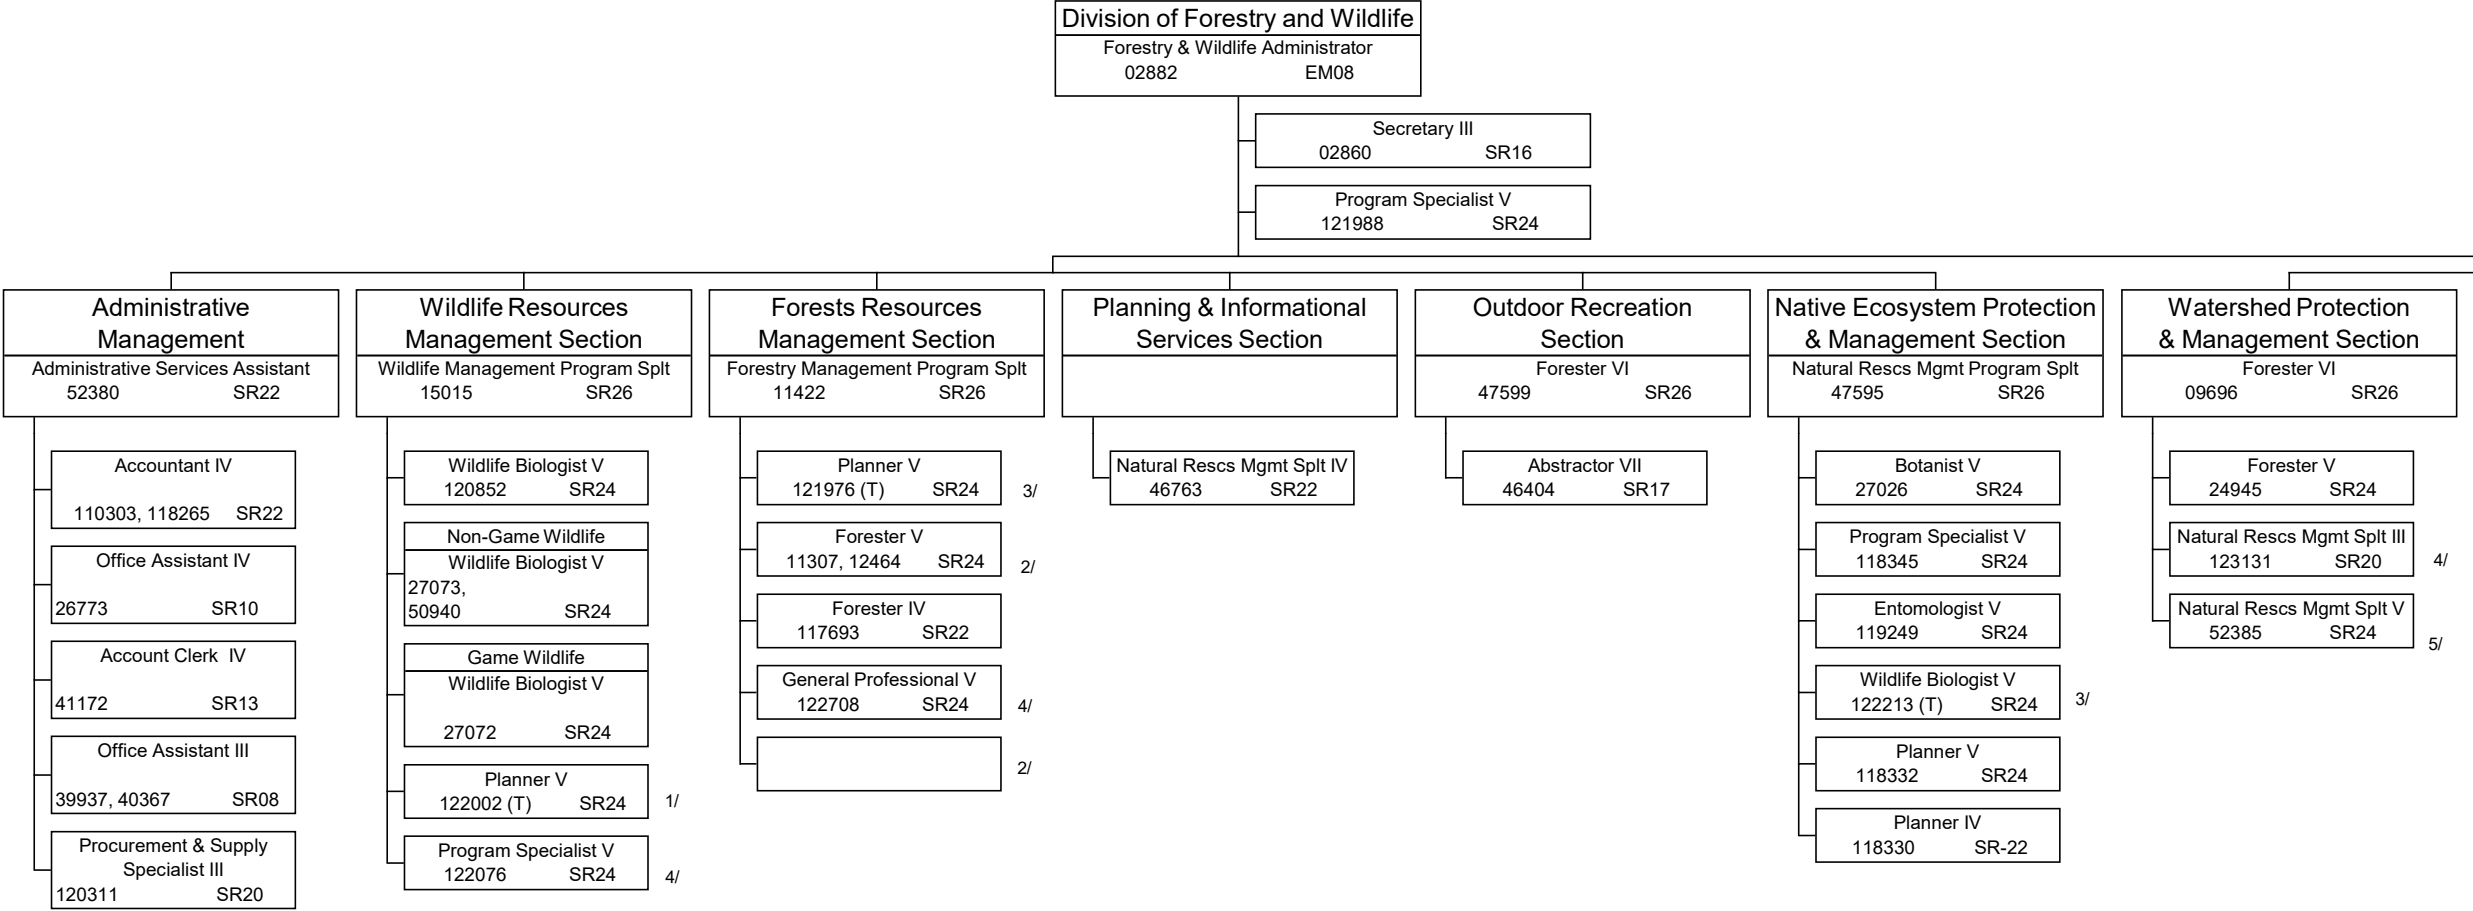 Division of Forestry and Wildlife
Forestry & Wildlife Administrator
02882 EM08
Secretary III
02860 SR16
Program Specialist V
121988 SR24
Administrative
Management
Administrative Services Assistant
52380 SR22
Accountant IV
110303, 118265 SR22
Office Assistant IV
26773 SR10
Account Clerk IV
41172 SR13
Office Assistant III
39937, 40367 SR08
Procurement & Supply
Specialist III
120311 SR20
Wildlife Resources
Management Section
Wildlife Management Program Splt
15015 SR26
Wildlife Biologist V
120852 SR24
Non-Game Wildlife
Wildlife Biologist V
27073,
50940 SR24
Game Wildlife
Wildlife Biologist V
27072 SR24
Planner V
122002 (T) SR24 1/
Program Specialist V
122076 SR24 4/
Forests Resources
Management Section
Forestry Management Program Splt
11422 SR26
Planner V
121976 (T) SR24 3/
Forester V
11307, 12464 SR24 2/
Forester IV
117693 SR22
General Professional V
122708 SR24 4/
2/
Planning & Informational
Services Section
Natural Rescs Mgmt Splt IV
46763 SR22
Outdoor Recreation
Section
Forester VI
47599 SR26
Abstractor VII
46404 SR17
Native Ecosystem Protection
& Management Section
Natural Rescs Mgmt Program Splt
47595 SR26
Botanist V
27026 SR24
Program Specialist V
118345 SR24
Entomologist V
119249 SR24
Wildlife Biologist V
122213 (T) SR24 3/
Planner V
118332 SR24
Planner IV
118330 SR-22
Watershed Protection
& Management Section
Forester VI
09696 SR26
Forester V
24945 SR24
Natural Rescs Mgmt Splt III
123131 SR20 4/
Natural Rescs Mgmt Splt V
52385 SR24 5/